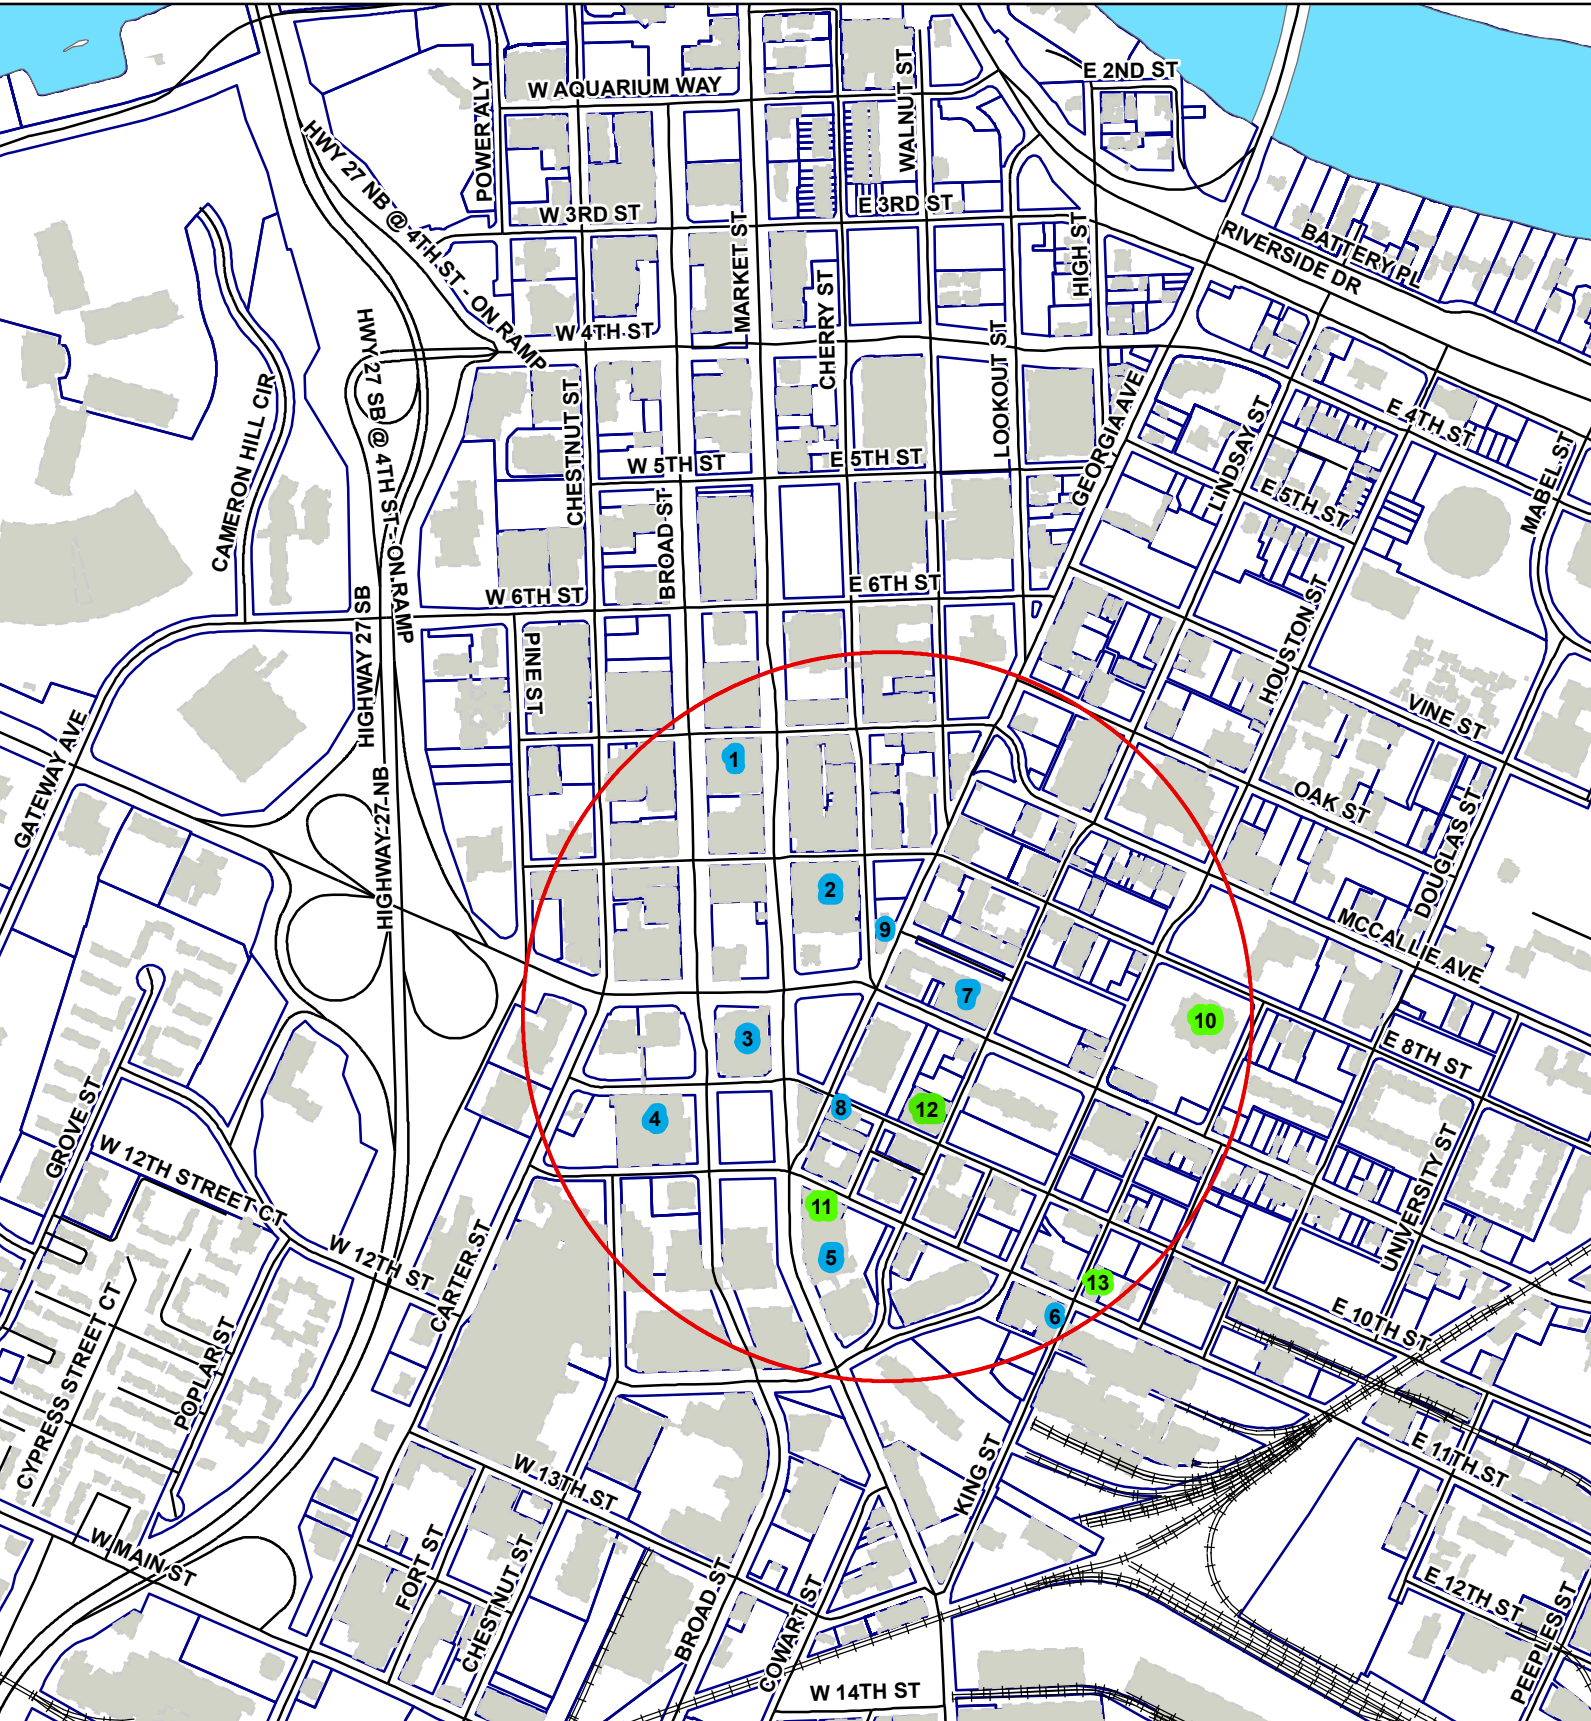 E 2ND ST
W AQUARIUM WAY
POWER ALY
WALNUT ST
HWY 27 NB @ 4TH ST - ON RAMP
W 3RD ST
E 3RD ST
MARKET ST
HIGH ST
BATTERY PL
RIVERSIDE DR
CHERRY ST
W 4TH ST
HWY 27 SB @ 4TH ST - ON RAMP
LOOKOUT ST
CAMERON HILL CIR
CHESTNUT ST
GEORGIA AVE
LINDSAY ST
E 4TH ST
MABEL ST
W 5TH ST
E 5TH ST
E 5TH ST
BROAD ST
W 6TH ST
E 6TH ST
HIGHWAY 27 SB
PINE ST
HOUSTON ST
VINE ST
GATEWAY AVE
HIGHWAY 27 NB
1
OAK ST
DOUGLAS ST
2
9
MCCALLIE AVE
7
10
3
E 8TH ST
4
8
12
GROVE ST
W 12TH STREET CT
UNIVERSITY ST
11
W 12TH ST
CARTER ST
5
13
6
E 10TH ST
CYPRESS STREET CT
POPLAR ST
E 11TH ST
W 13TH ST
KING ST
W MAIN ST
FORT ST
CHESTNUT ST
BROAD ST
COWART ST
E 12TH ST
PEEPLES ST
W 14TH ST